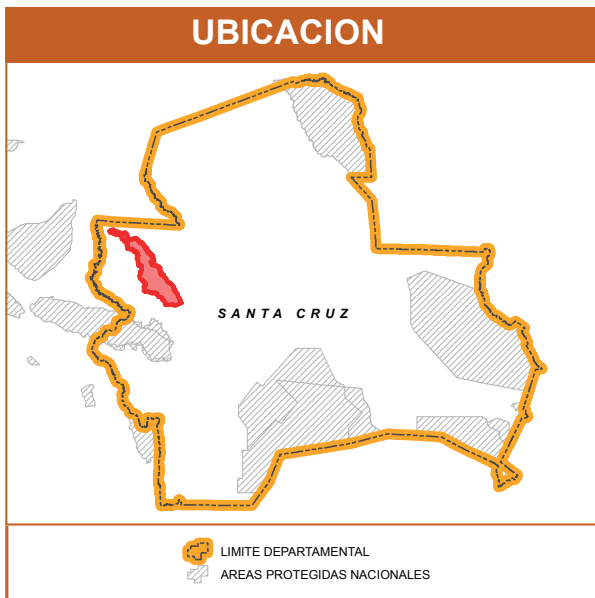 UBICACION
SANTA CRUZ
LIMITE DEPARTAMENTAL
AREAS PROTEGIDAS NACIONALES